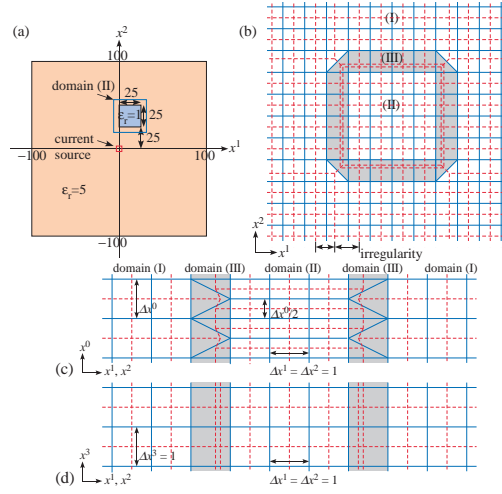 (a)
x²
100
domain (II)
25
εr=1
25
25
current
source
x¹
−100
100
εr=5
−100
(b)
(I)
(III)
(II)
x²
x¹
irregularity
domain (I)
domain (III)
domain (II)
domain (III)
domain (I)
Δx⁰
Δx⁰/2
x⁰
(c)
x¹, x²
Δx¹ = Δx² = 1
x³
Δx³ = 1
(d)
x¹, x²
Δx¹ = Δx² = 1